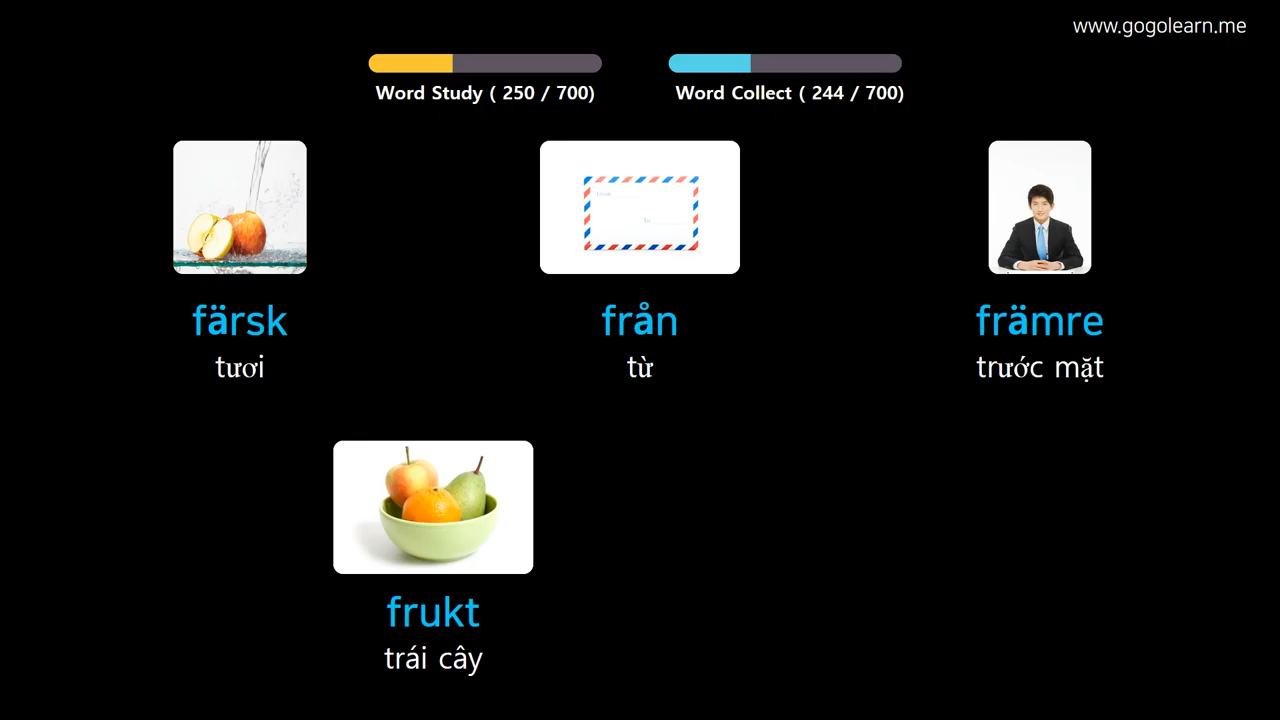 www.gogolearn.me
Word Study ( 250 / 700)
Word Collect ( 244 / 700)
färsk
från
främre
tươi
từ
trước mặt
frukt
trái cây